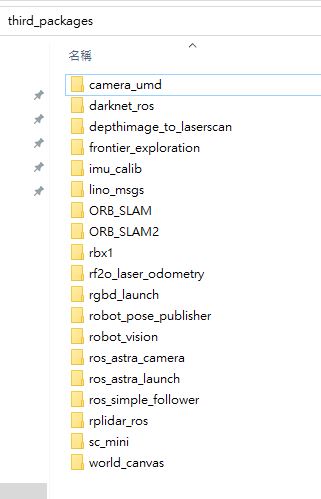 third_packages
名稱
camera_umd
darknet_ros
depthimage_to_laserscan
frontier_exploration
imu_calib
lino_msgs
ORB_SLAM
ORB_SLAM2
rbx1
rf2o_laser_odometry
rgbd_launch
robot_pose_publisher
robot_vision
ros_astra_camera
ros_astra_launch
ros_simple_follower
rplidar_ros
sc_mini
world_canvas